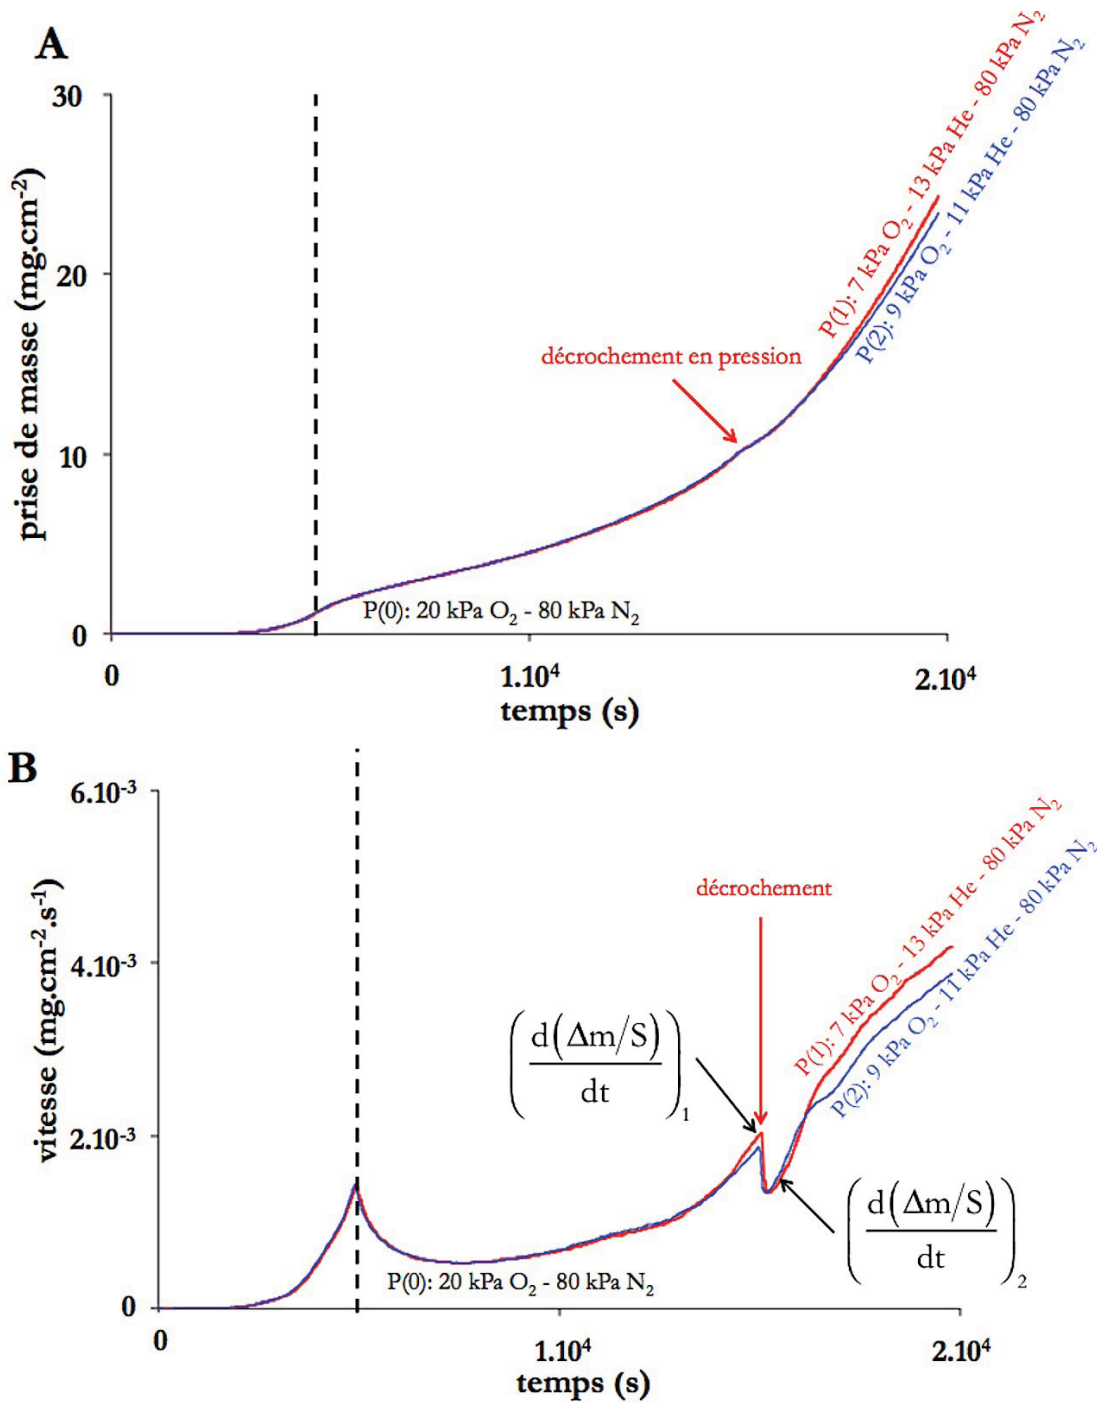 A
30
20
10
0
prise de masse (mg.cm⁻²)
P(1): 7 kPa O₂ - 13 kPa He - 80 kPa N₂
P(2): 9 kPa O₂ - 11 kPa He - 80 kPa N₂
décrochement en pression
P(0): 20 kPa O₂ - 80 kPa N₂
0
1.10⁴
2.10⁴
temps (s)
B
6.10⁻³
4.10⁻³
2.10⁻³
0
vitesse (mg.cm⁻².s⁻¹)
P(1): 7 kPa O₂ - 13 kPa He - 80 kPa N₂
P(2): 9 kPa O₂ - 11 kPa He - 80 kPa N₂
décrochement
(d(Δm/S)/dt)₁
(d(Δm/S)/dt)₂
P(0): 20 kPa O₂ - 80 kPa N₂
0
1.10⁴
2.10⁴
temps (s)